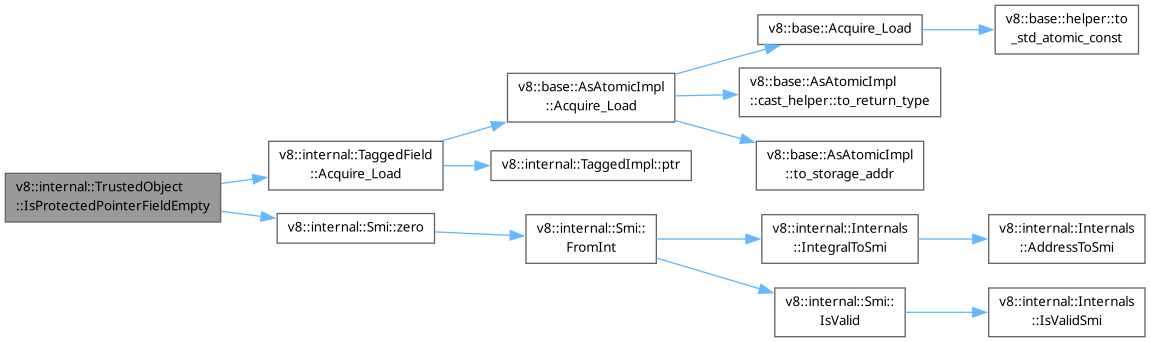 v8::internal::TrustedObject
::IsProtectedPointerFieldEmpty
v8::internal::TaggedField
::Acquire_Load
v8::base::AsAtomicImpl
::Acquire_Load
v8::base::Acquire_Load
v8::base::helper::to
_std_atomic_const
v8::base::AsAtomicImpl
::cast_helper::to_return_type
v8::base::AsAtomicImpl
::to_storage_addr
v8::internal::TaggedImpl::ptr
v8::internal::Smi::zero
v8::internal::Smi::
FromInt
v8::internal::Internals
::IntegralToSmi
v8::internal::Internals
::AddressToSmi
v8::internal::Smi::
IsValid
v8::internal::Internals
::IsValidSmi